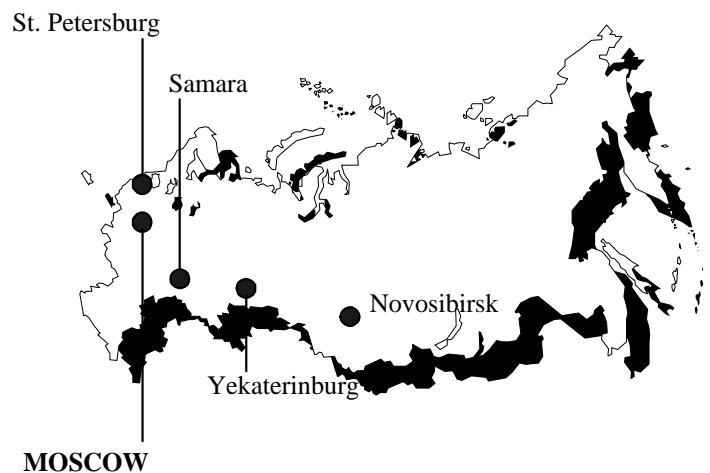 St. Petersburg
Samara
Novosibirsk
Yekaterinburg
MOSCOW